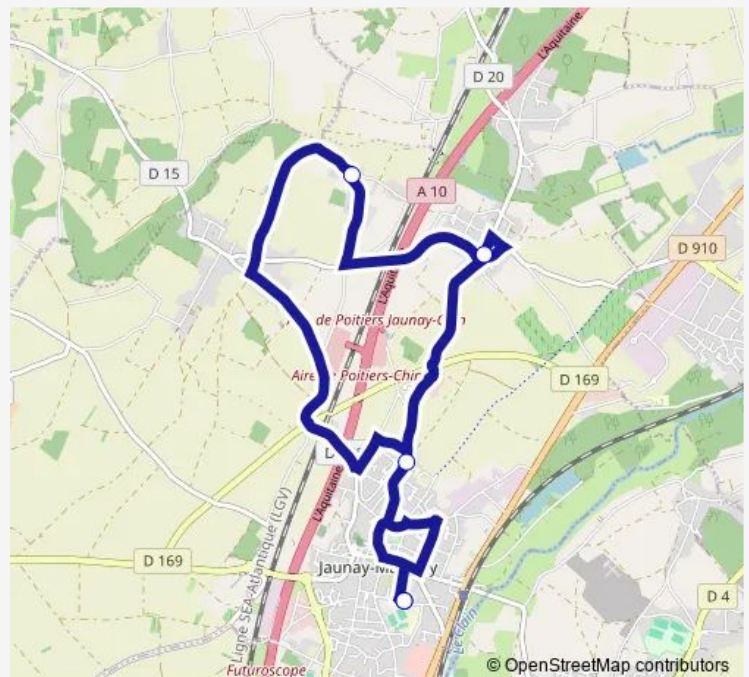 D 20
D 15
A 10
L'Aquitaine
D 910
de Poitiers Jaunay-C
Aire de Poitiers-Chir
D 169
D
L'Aquitaine
Ligne SEA-Atlantique (LGV)
D 169
Jaunay-M
D 4
Le Clain
Futuroscope
© OpenStreetMap contributors